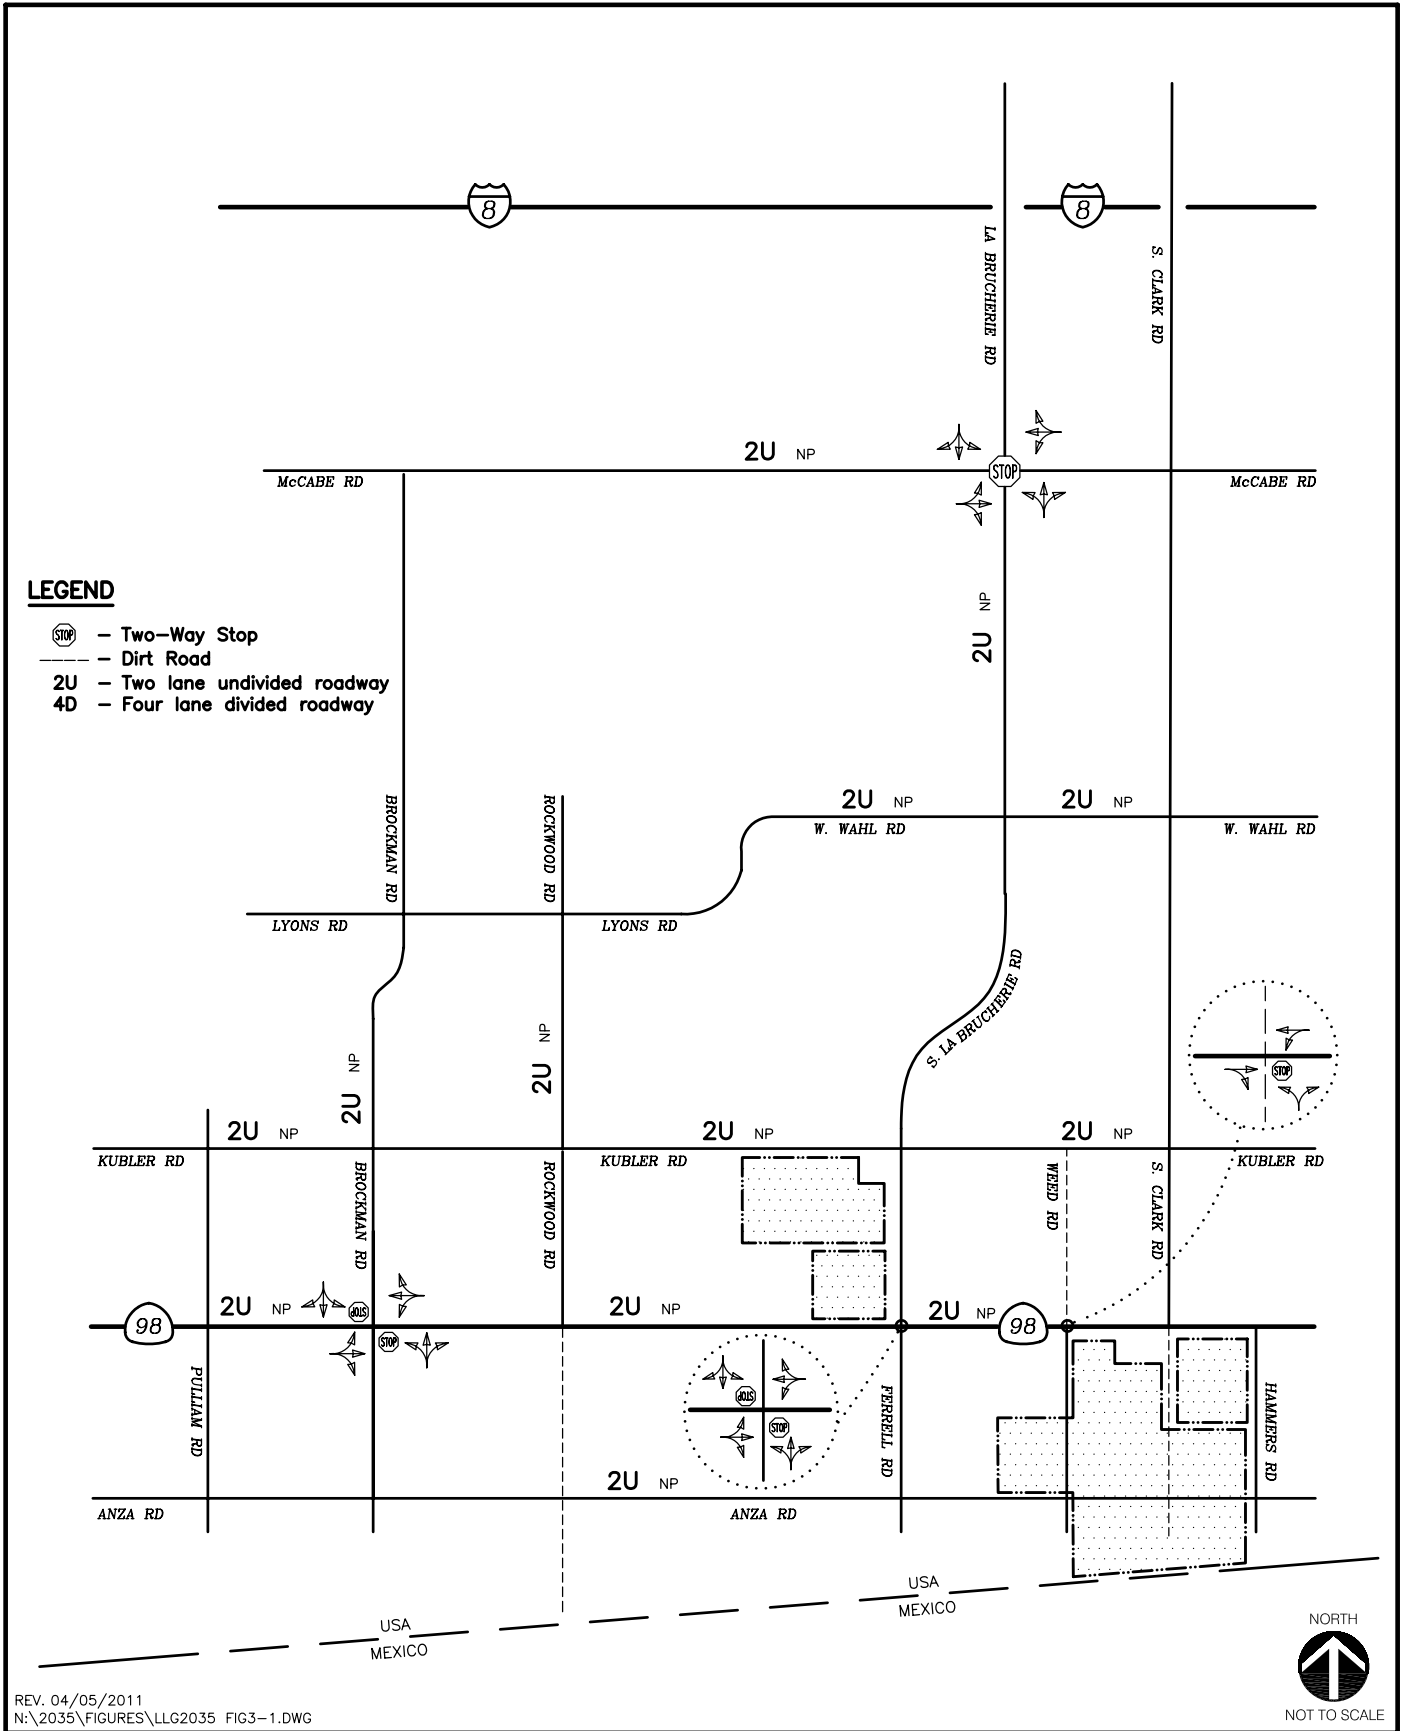 8
8
LA BRUCHERIE RD
S. CLARK RD
2U NP
STOP
McCABE RD
McCABE RD
LEGEND
STOP – Two–Way Stop
– Dirt Road
2U – Two lane undivided roadway
4D – Four lane divided roadway
2U NP
BROCKMAN RD
ROCKWOOD RD
2U NP
2U NP
W. WAHL RD
W. WAHL RD
LYONS RD
LYONS RD
S. LA BRUCHERIE RD
2U NP
2U NP
STOP
2U NP
2U NP
2U NP
KUBLER RD
KUBLER RD
KUBLER RD
BROCKMAN RD
ROCKWOOD RD
WEED RD
S. CLARK RD
98
2U NP
STOP
STOP
2U NP
2U NP
98
PULLIAM RD
STOP
STOP
FERRELL RD
HAMMERS RD
2U NP
ANZA RD
ANZA RD
USA
MEXICO
USA
MEXICO
NORTH
NOT TO SCALE
REV. 04/05/2011
N:\2035\FIGURES\LLG2035 FIG3–1.DWG